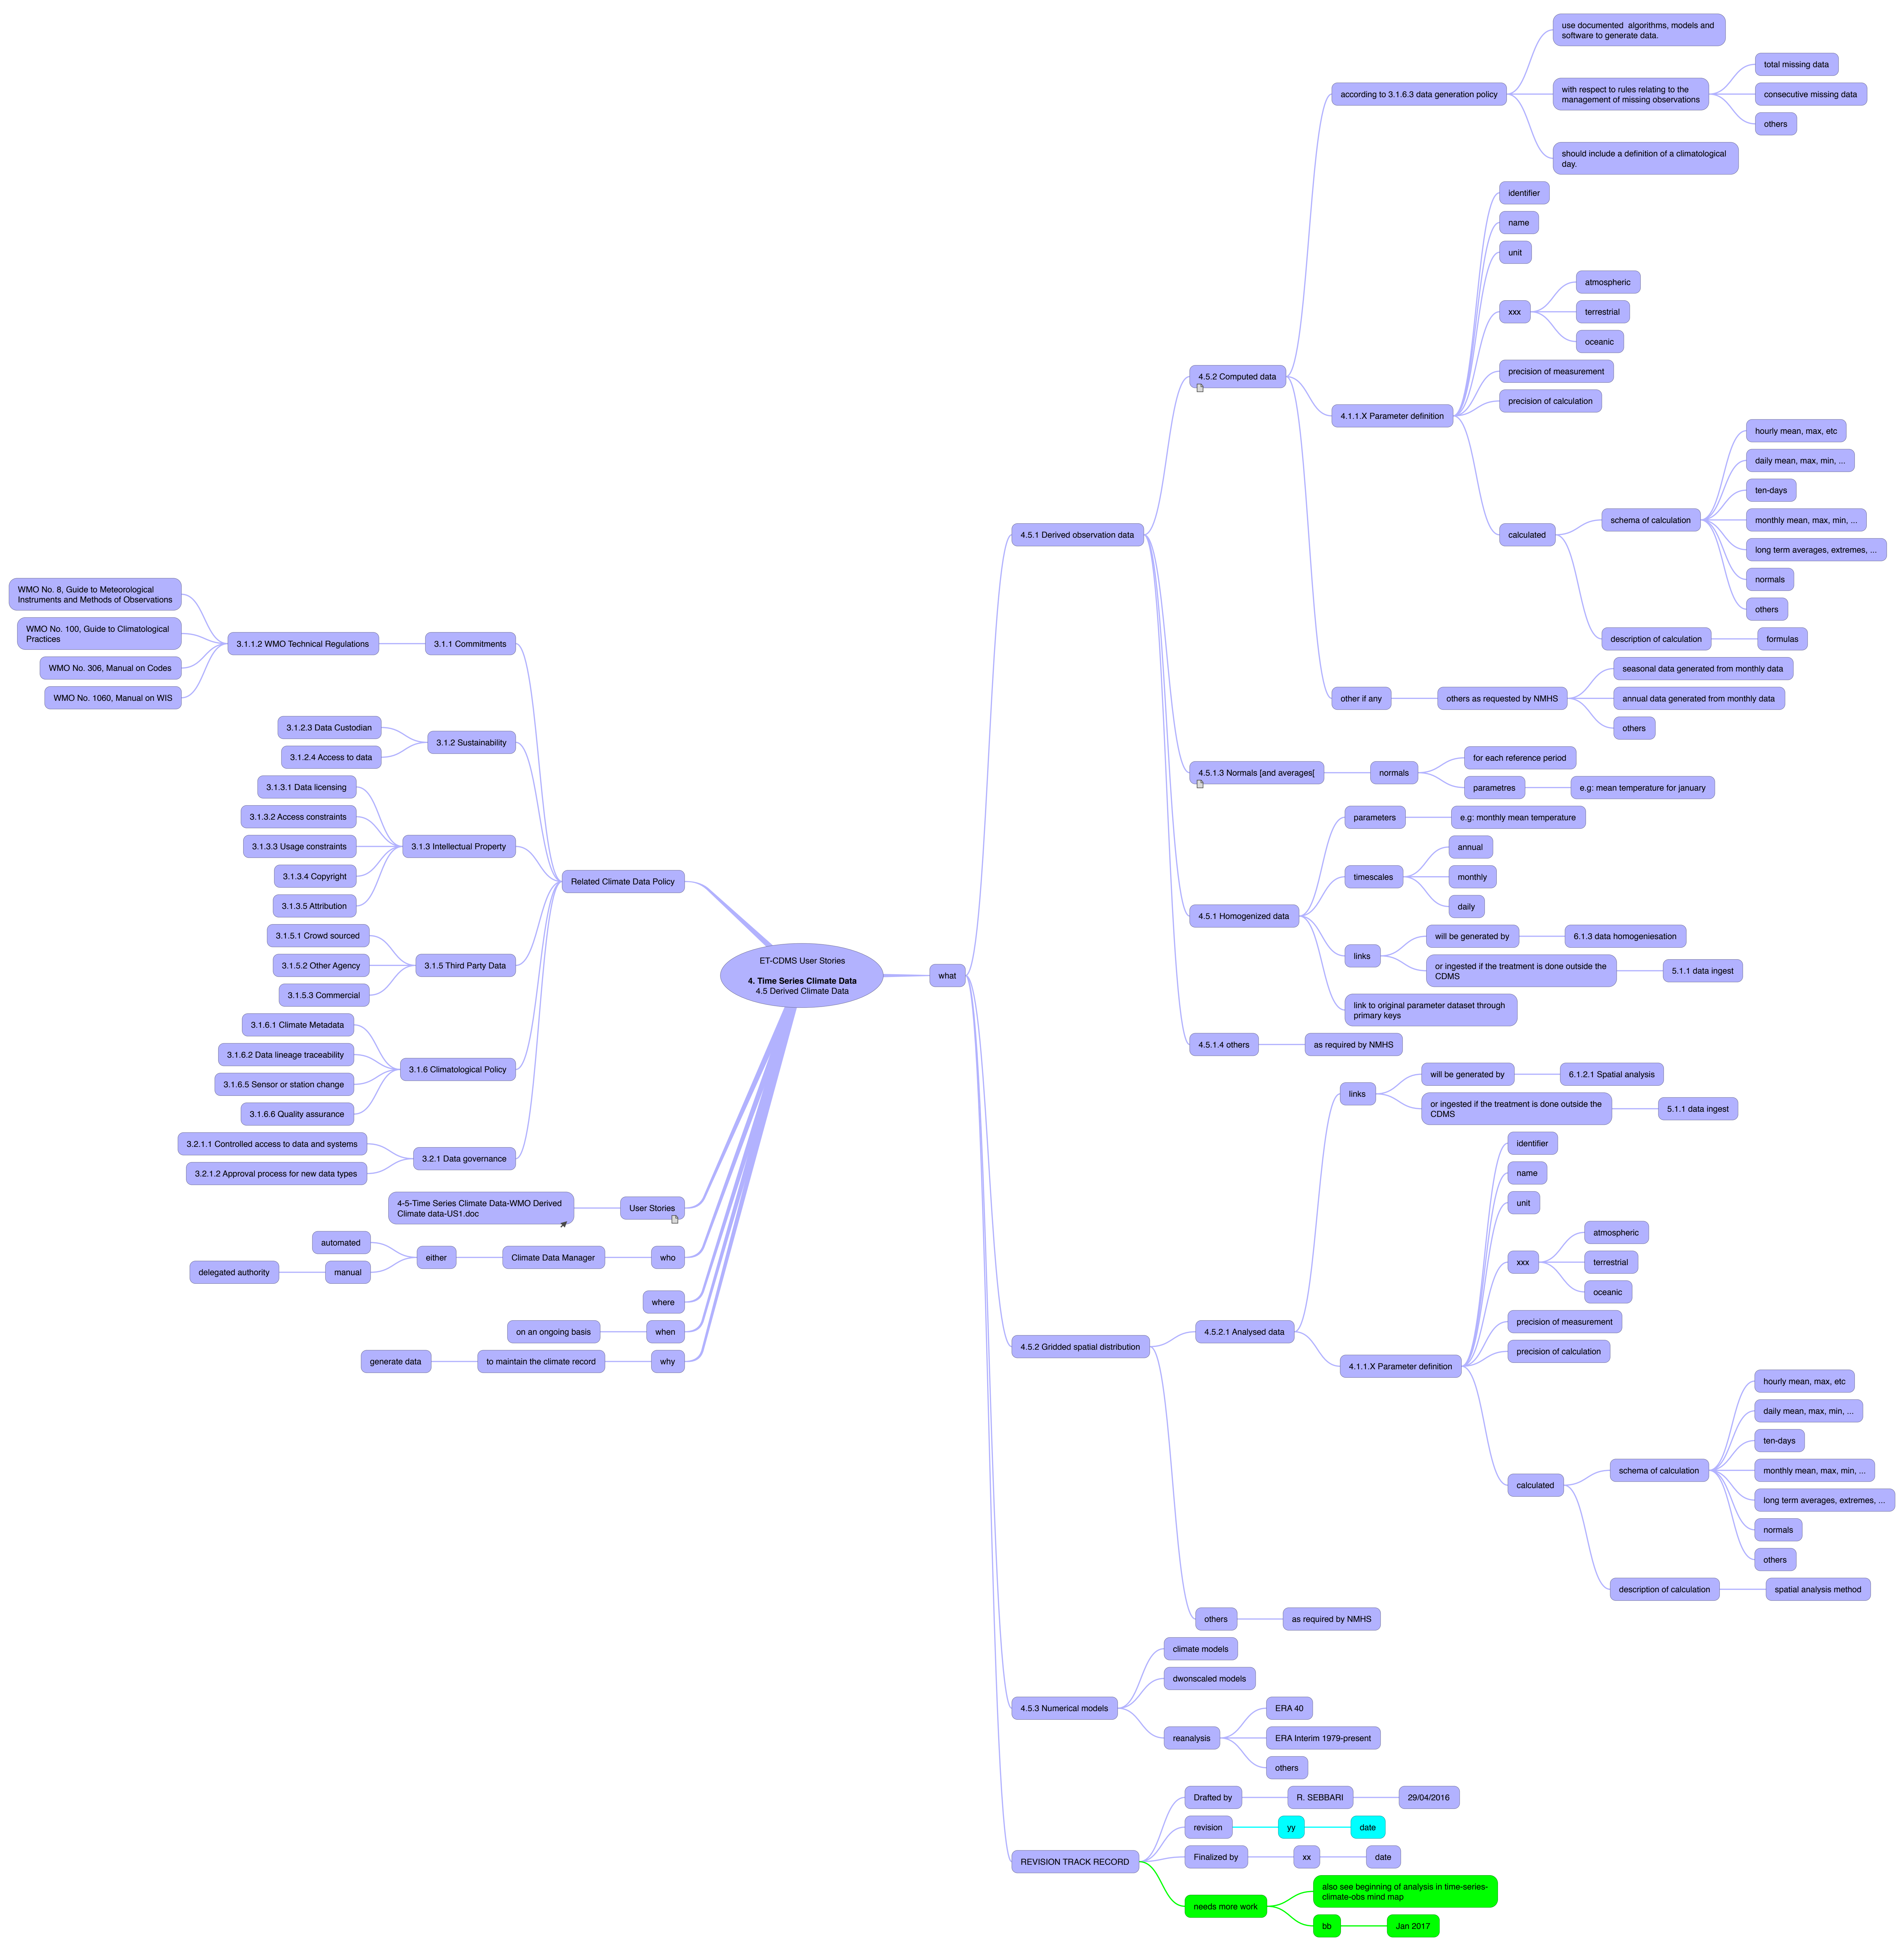 ET-CDMS User Stories
4. Time Series Climate Data
4.5 Derived Climate Data
what
4.5.1 Derived observation data
4.5.2 Computed data
according to 3.1.6.3 data generation policy
use documented  algorithms, models and
software to generate data.
with respect to rules relating to the
management of missing observations
total missing data
consecutive missing data
others
should include a definition of a climatological
day.
4.1.1.X Parameter definition
identifier
name
unit
xxx
atmospheric
terrestrial
oceanic
precision of measurement
precision of calculation
calculated
schema of calculation
hourly mean, max, etc
daily mean, max, min, ...
ten-days
monthly mean, max, min, ...
long term averages, extremes, ...
normals
others
description of calculation
formulas
other if any
others as requested by NMHS
seasonal data generated from monthly data
annual data generated from monthly data
others
4.5.1.3 Normals [and averages[
normals
for each reference period
parametres
e.g: mean temperature for january
4.5.1 Homogenized data
parameters
e.g: monthly mean temperature
timescales
annual
monthly
daily
links
will be generated by
6.1.3 data homogeniesation
or ingested if the treatment is done outside the
CDMS
5.1.1 data ingest
link to original parameter dataset through
primary keys
4.5.1.4 others
as required by NMHS
4.5.2 Gridded spatial distribution
4.5.2.1 Analysed data
links
will be generated by
6.1.2.1 Spatial analysis
or ingested if the treatment is done outside the
CDMS
5.1.1 data ingest
4.1.1.X Parameter definition
identifier
name
unit
xxx
atmospheric
terrestrial
oceanic
precision of measurement
precision of calculation
calculated
schema of calculation
hourly mean, max, etc
daily mean, max, min, ...
ten-days
monthly mean, max, min, ...
long term averages, extremes, ...
normals
others
description of calculation
spatial analysis method
others
as required by NMHS
4.5.3 Numerical models
climate models
dwonscaled models
reanalysis
ERA 40
ERA Interim 1979-present
others
REVISION TRACK RECORD
Drafted by
R. SEBBARI
29/04/2016
revision
yy
date
Finalized by
xx
date
needs more work
also see beginning of analysis in time-series-
climate-obs mind map
bb
Jan 2017
Related Climate Data Policy
3.1.1 Commitments
3.1.1.2 WMO Technical Regulations
WMO No. 8, Guide to Meteorological
Instruments and Methods of Observations
WMO No. 100, Guide to Climatological
Practices
WMO No. 306, Manual on Codes
WMO No. 1060, Manual on WIS
3.1.2 Sustainability
3.1.2.3 Data Custodian
3.1.2.4 Access to data
3.1.3 Intellectual Property
3.1.3.1 Data licensing
3.1.3.2 Access constraints
3.1.3.3 Usage constraints
3.1.3.4 Copyright
3.1.3.5 Attribution
3.1.5 Third Party Data
3.1.5.1 Crowd sourced
3.1.5.2 Other Agency
3.1.5.3 Commercial
3.1.6 Climatological Policy
3.1.6.1 Climate Metadata
3.1.6.2 Data lineage traceability
3.1.6.5 Sensor or station change
3.1.6.6 Quality assurance
3.2.1 Data governance
3.2.1.1 Controlled access to data and systems
3.2.1.2 Approval process for new data types
User Stories
4-5-Time Series Climate Data-WMO Derived
Climate data-US1.doc
who
Climate Data Manager
either
automated
manual
delegated authority
where
when
on an ongoing basis
why
to maintain the climate record
generate data